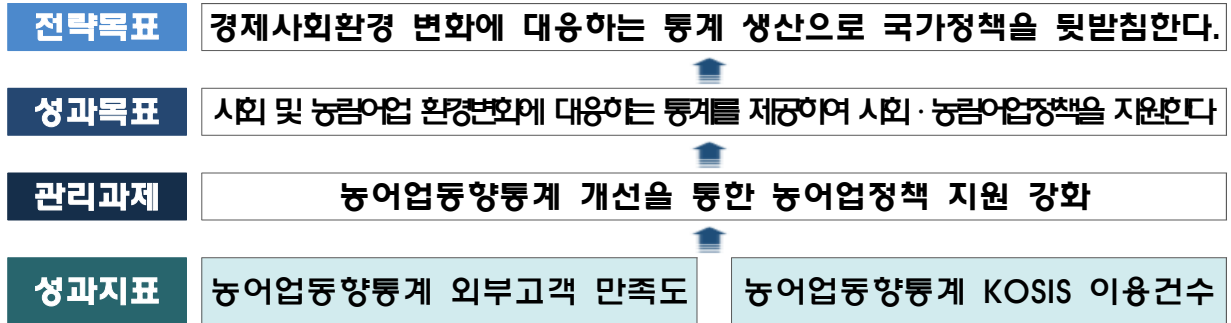 전략목표 경제사회환경 변화에 대응하는 통계 생산으로 국가정책을 뒷받침한다.
성과목표 사회 및 농림어업 환경변화에 대응하는 통계를 제공하여 사회·농림어업정책을 지원한다
관리과제 농어업동향통계 개선을 통한 농어업정책 지원 강화
성과지표 농어업동향통계 외부고객 만족도 농어업동향통계 KOSIS 이용건수